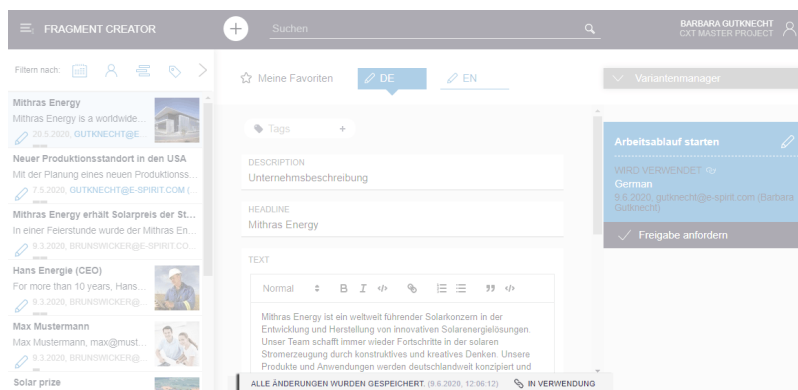 FRAGMENT CREATOR
Suchen
BARBARA GUTKNECHT
CXT MASTER PROJECT
Filtern nach:
Mithras Energy
Mithras Energy is a worldwide...
20.5.2020, GUTKNECHT@E...
Neuer Produktionsstandort in den USA
Mit der Planung eines neuen Produktionss...
7.5.2020, GUTKNECHT@E-SPIRIT.COM (...
Mithras Energy erhält Solarpreis der St...
In einer Feierstunde wurde der Mithras En...
9.3.2020, BRUNSWICKER@E-SPIRIT.CO...
Hans Energie (CEO)
For more than 10 years, Hans...
9.3.2020, BRUNSWICKER@...
Max Mustermann
Max Mustermann, max@must...
9.3.2020, BRUNSWICKER@...
Solar prize
Meine Favoriten
DE
EN
Tags +
DESCRIPTION
Unternehmsbeschreibung
HEADLINE
Mithras Energy
TEXT
Normal B I </> </>
Mithras Energy ist ein weltweit führender Solarkonzern in der
Entwicklung und Herstellung von innovativen Solarenergielösungen.
Unser Team schafft immer wieder Fortschritte in der solaren
Stromerzeugung durch konstruktives und kreatives Denken. Unsere
Produkte und Anwendungen werden deutschlandweit konzipiert und
ALLE ÄNDERUNGEN WURDEN GESPEICHERT. (9.6.2020, 12:06:12) IN VERWENDUNG
Variantenmanager
Arbeitsablauf starten
WIRD VERWENDET
German
9.6.2020, gutknecht@e-spirit.com (Barbara
Gutknecht)
Freigabe anfordern